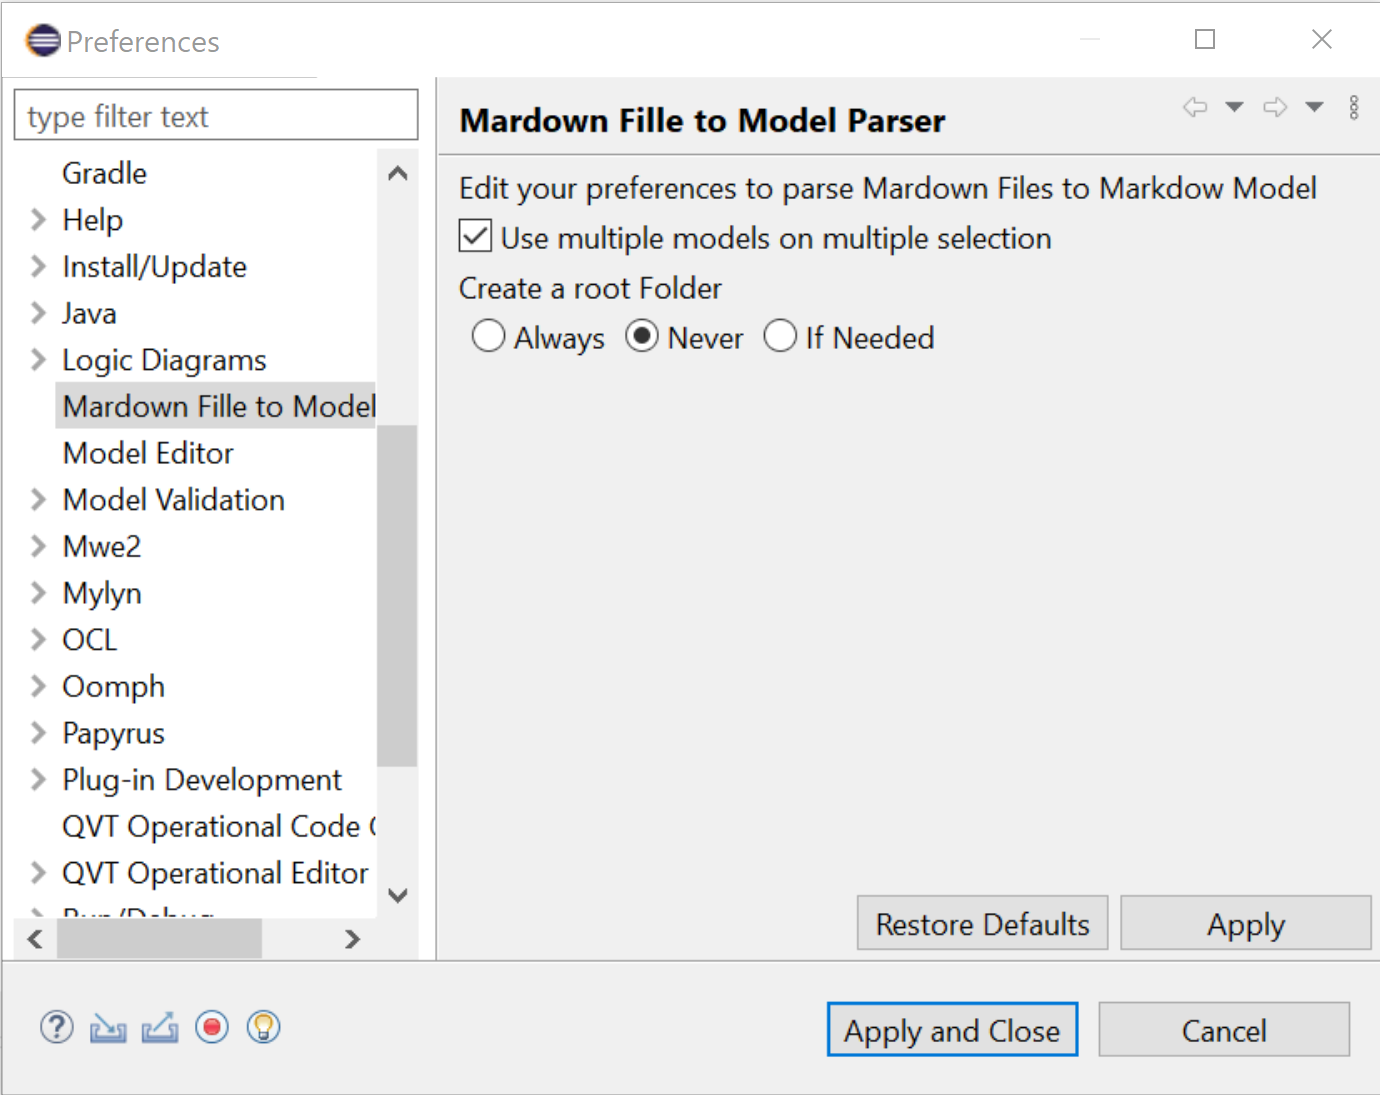 Preferences
type filter text
Gradle
Help
Install/Update
Java
Logic Diagrams
Mardown Fille to Model
Model Editor
Model Validation
Mwe2
Mylyn
OCL
Oomph
Papyrus
Plug-in Development
QVT Operational Code
QVT Operational Editor
Run/Debug
Mardown Fille to Model Parser
Edit your preferences to parse Mardown Files to Markdow Model
Use multiple models on multiple selection
Create a root Folder
Always Never If Needed
Restore Defaults Apply
Apply and Close Cancel